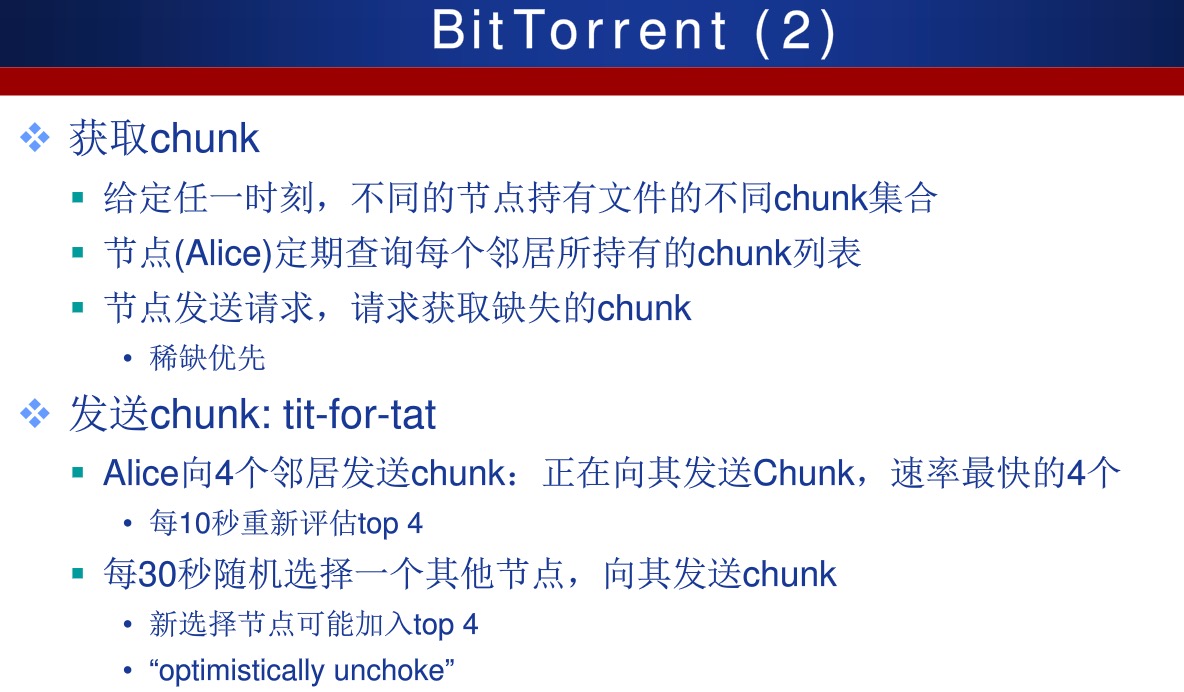 BitTorrent (2)
获取chunk
给定任一时刻，不同的节点持有文件的不同chunk集合
节点(Alice)定期查询每个邻居所持有的chunk列表
节点发送请求，请求获取缺失的chunk
稀缺优先
发送chunk: tit-for-tat
Alice向4个邻居发送chunk：正在向其发送Chunk，速率最快的4个
每10秒重新评估top 4
每30秒随机选择一个其他节点，向其发送chunk
新选择节点可能加入top 4
“optimistically unchoke”